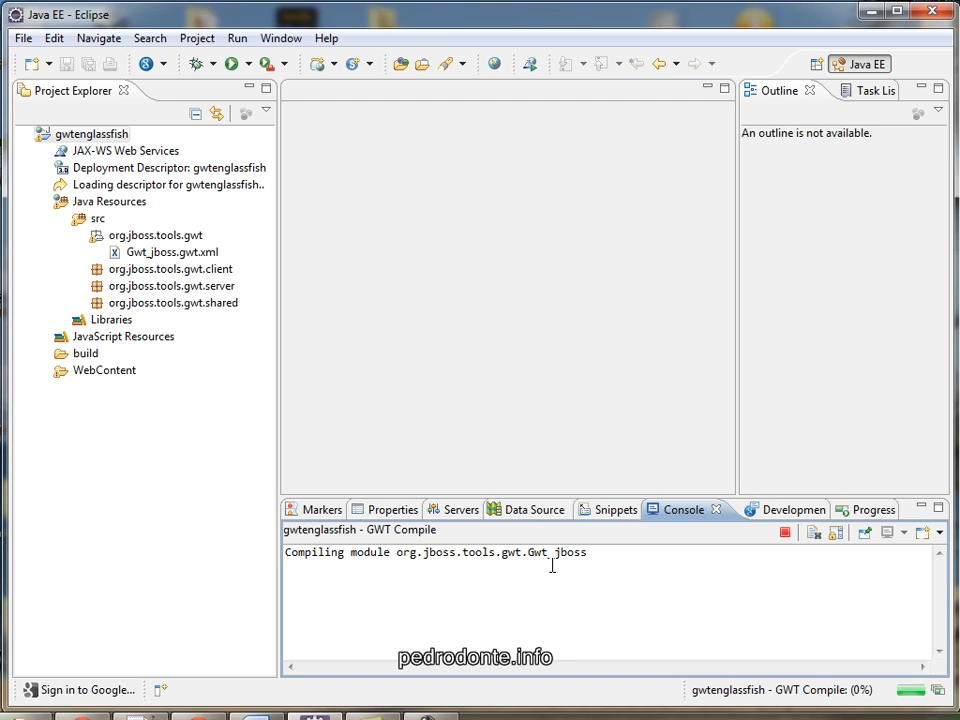 Java EE - Eclipse
File Edit Navigate Search Project Run Window Help
Java EE
Project Explorer
gwtenglassfish
JAX-WS Web Services
3.0
Deployment Descriptor: gwtenglassfish
Loading descriptor for gwtenglassfish..
Java Resources
src
org.jboss.tools.gwt
X Gwt_jboss.gwt.xml
org.jboss.tools.gwt.client
org.jboss.tools.gwt.server
org.jboss.tools.gwt.shared
Libraries
JavaScript Resources
build
WebContent
Outline Task Lis
An outline is not available.
Markers Properties Servers Data Source Snippets Console Developmen Progress
gwtenglassfish - GWT Compile
Compiling module org.jboss.tools.gwt.Gwt_jboss
pedrodonte.info
Sign in to Google...
gwtenglassfish - GWT Compile: (0%)